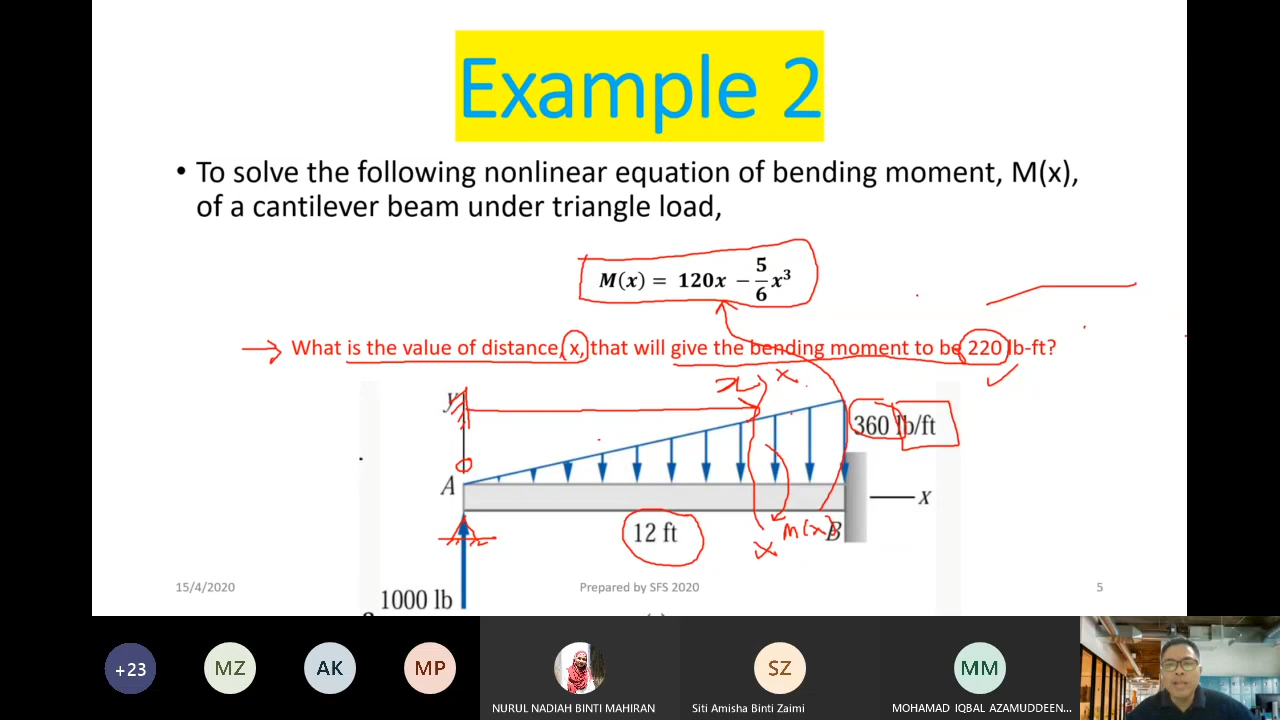 Example 2
• To solve the following nonlinear equation of bending moment, M(x),
of a cantilever beam under triangle load,
M(x) = 120x − 5/6 x³
What is the value of distance, x, that will give the bending moment to be 220 lb-ft?
x
x
y
0
360 lb/ft
A
x
12 ft
M(x)
B
x
15/4/2020
Prepared by SFS 2020
5
1000 lb
+23
MZ
AK
MP
SZ
MM
NURUL NADIAH BINTI MAHIRAN
Siti Amisha Binti Zaimi
MOHAMAD IQBAL AZAMUDDEEN...